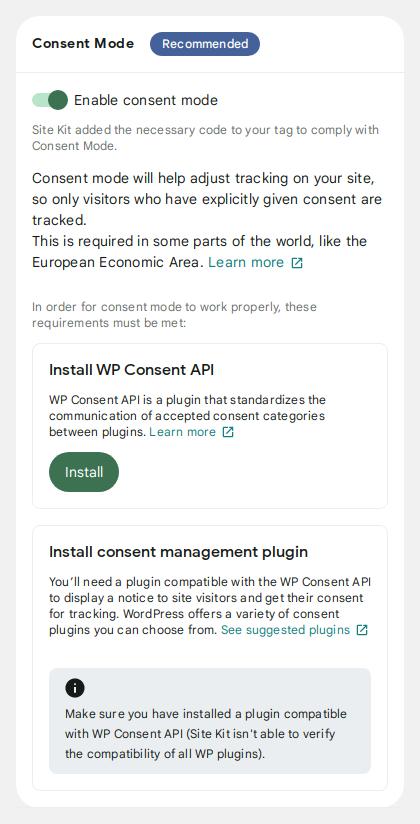 Consent Mode Recommended
Enable consent mode
Site Kit added the necessary code to your tag to comply with
Consent Mode.
Consent mode will help adjust tracking on your site,
so only visitors who have explicitly given consent are
tracked.
This is required in some parts of the world, like the
European Economic Area. Learn more
In order for consent mode to work properly, these
requirements must be met:
Install WP Consent API
WP Consent API is a plugin that standardizes the
communication of accepted consent categories
between plugins. Learn more
Install
Install consent management plugin
You’ll need a plugin compatible with the WP Consent API
to display a notice to site visitors and get their consent
for tracking. WordPress offers a variety of consent
plugins you can choose from. See suggested plugins
Make sure you have installed a plugin compatible
with WP Consent API (Site Kit isn't able to verify
the compatibility of all WP plugins).